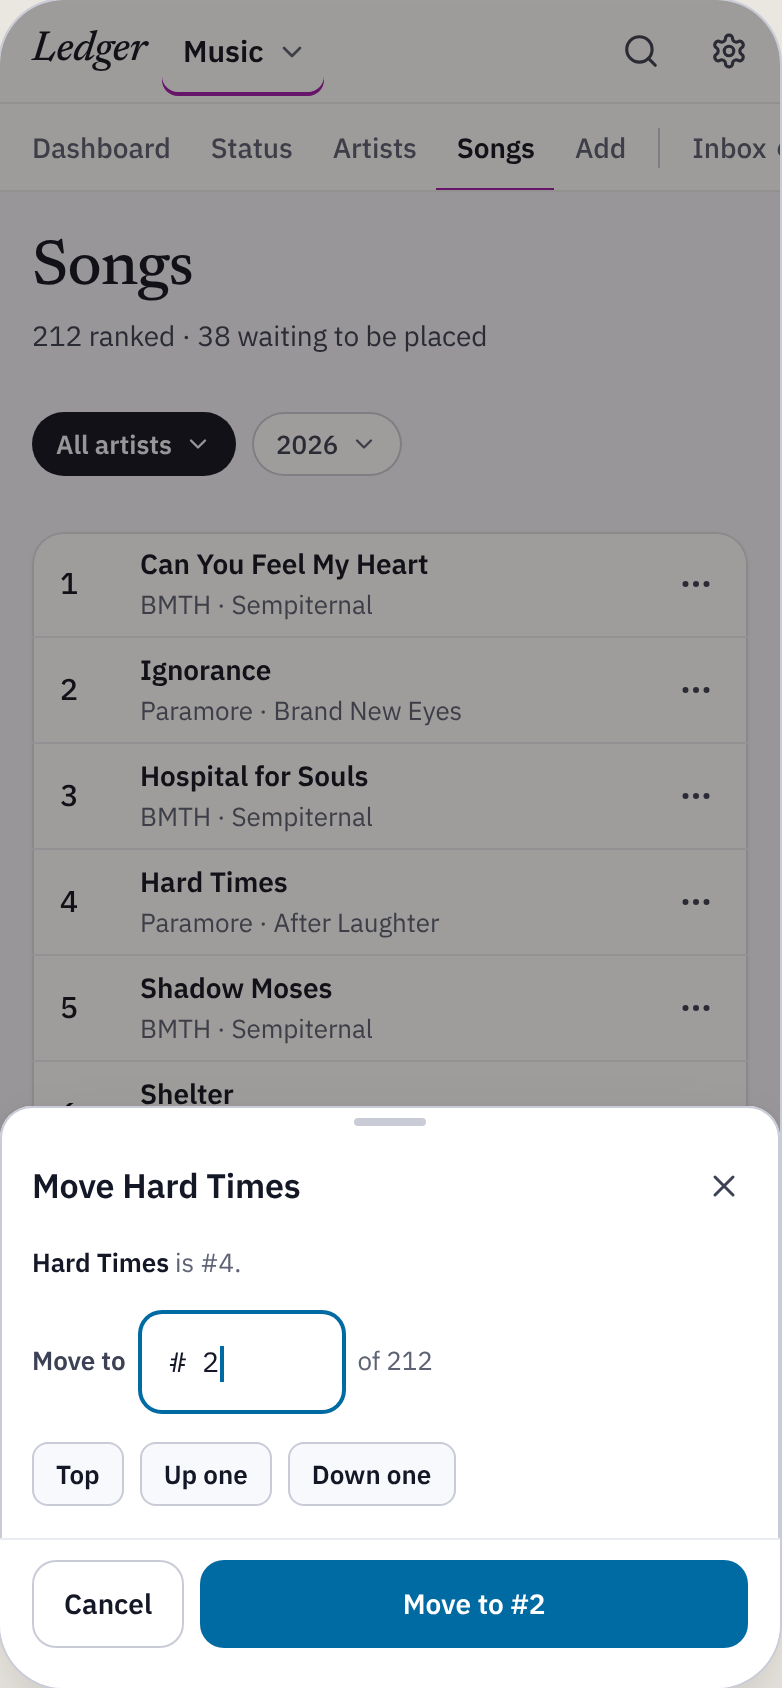 Ledger Music
Dashboard Status Artists Songs Add Inbox
Songs
212 ranked · 38 waiting to be placed
All artists 2026
1 Can You Feel My Heart
BMTH · Sempiternal
2 Ignorance
Paramore · Brand New Eyes
3 Hospital for Souls
BMTH · Sempiternal
4 Hard Times
Paramore · After Laughter
5 Shadow Moses
BMTH · Sempiternal
Shelter
Move Hard Times
Hard Times is #4.
Move to # 2 of 212
Top Up one Down one
Cancel Move to #2